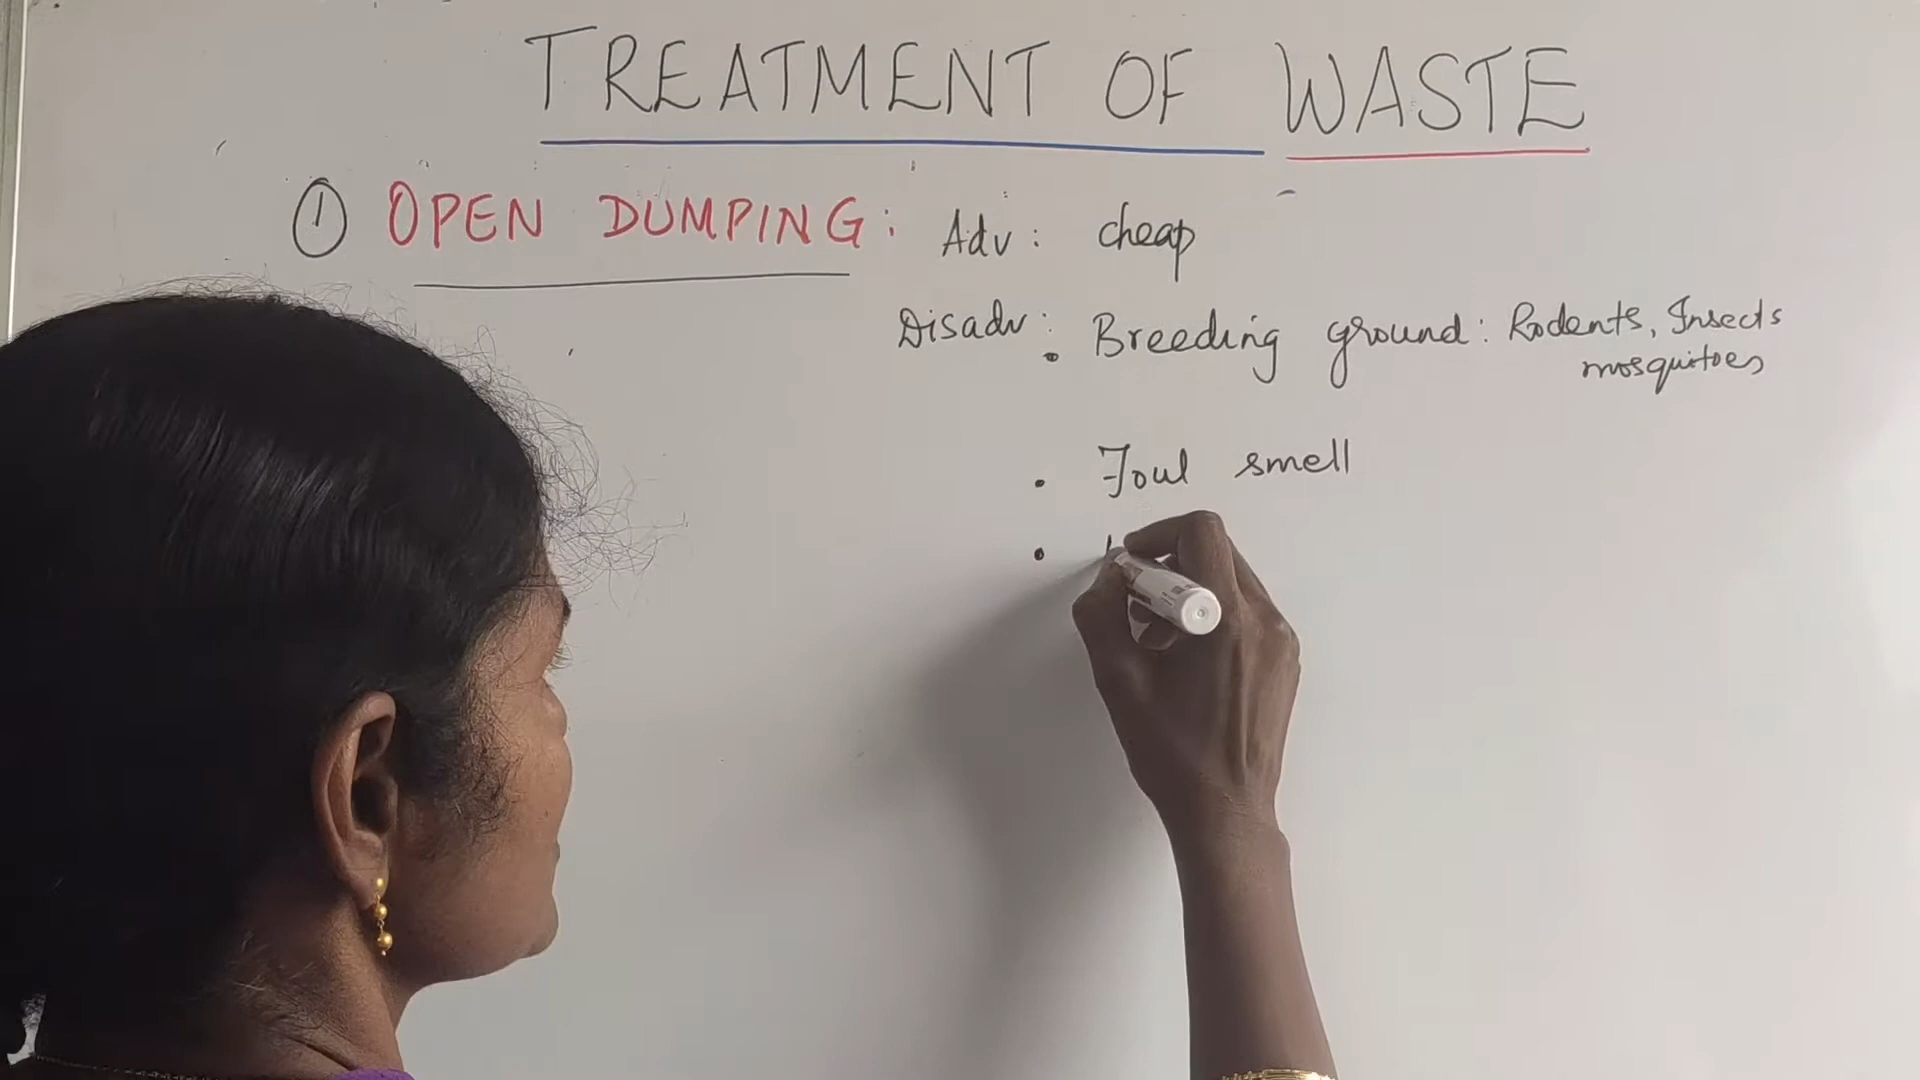 TREATMENT OF WASTE
① OPEN DUMPING : Adv : cheap
Disadv : • Breeding ground : Rodents, Insects
mosquitoes
• Foul smell
•